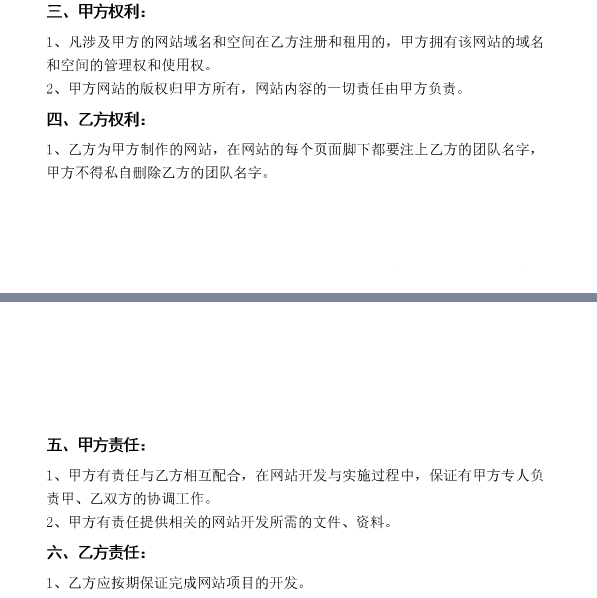 三、甲方权利：
1、凡涉及甲方的网站域名和空间在乙方注册和租用的，甲方拥有该网站的域名
和空间的管理权和使用权。
2、甲方网站的版权归甲方所有，网站内容的一切责任由甲方负责。
四、乙方权利：
1、乙方为甲方制作的网站，在网站的每个页面脚下都要注上乙方的团队名字，
甲方不得私自删除乙方的团队名字。
五、甲方责任：
1、甲方有责任与乙方相互配合，在网站开发与实施过程中，保证有甲方专人负
责甲、乙双方的协调工作。
2、甲方有责任提供相关的网站开发所需的文件、资料。
六、乙方责任：
1、乙方应按期保证完成网站项目的开发。